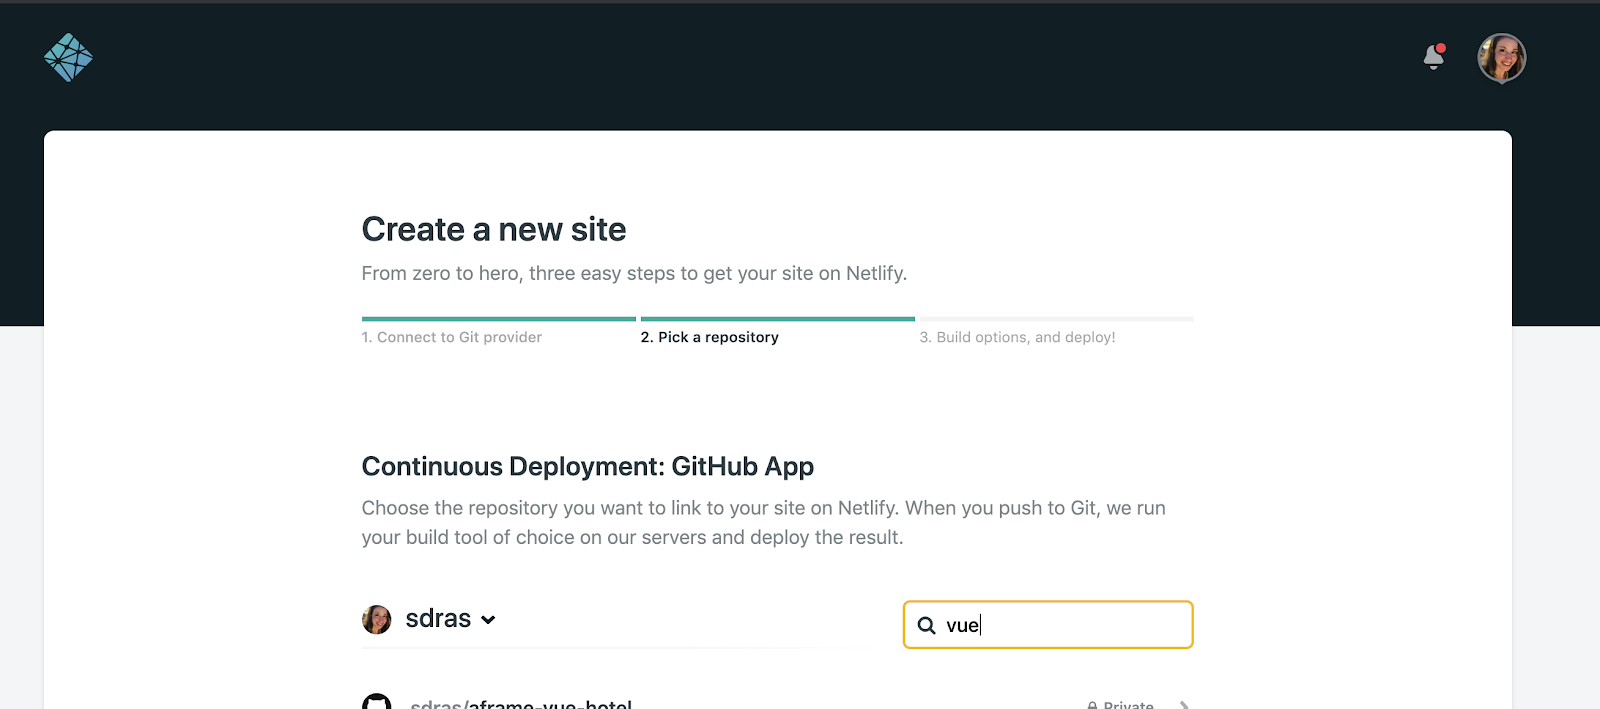 Create a new site
From zero to hero, three easy steps to get your site on Netlify.
1. Connect to Git provider
2. Pick a repository
3. Build options, and deploy!
Continuous Deployment: GitHub App
Choose the repository you want to link to your site on Netlify. When you push to Git, we run
your build tool of choice on our servers and deploy the result.
sdras
vue
sdras/aframe-vue-hotel
Private